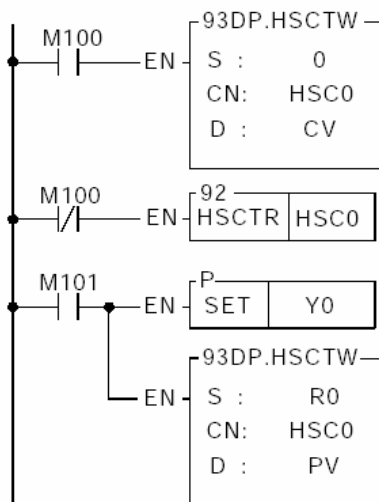 93DP.HSCTW
M100
EN
S : 0
CN: HSC0
D : CV
M100
92
EN
HSCTR HSC0
M101
P
EN
SET Y0
93DP.HSCTW
EN
S : R0
CN: HSC0
D : PV